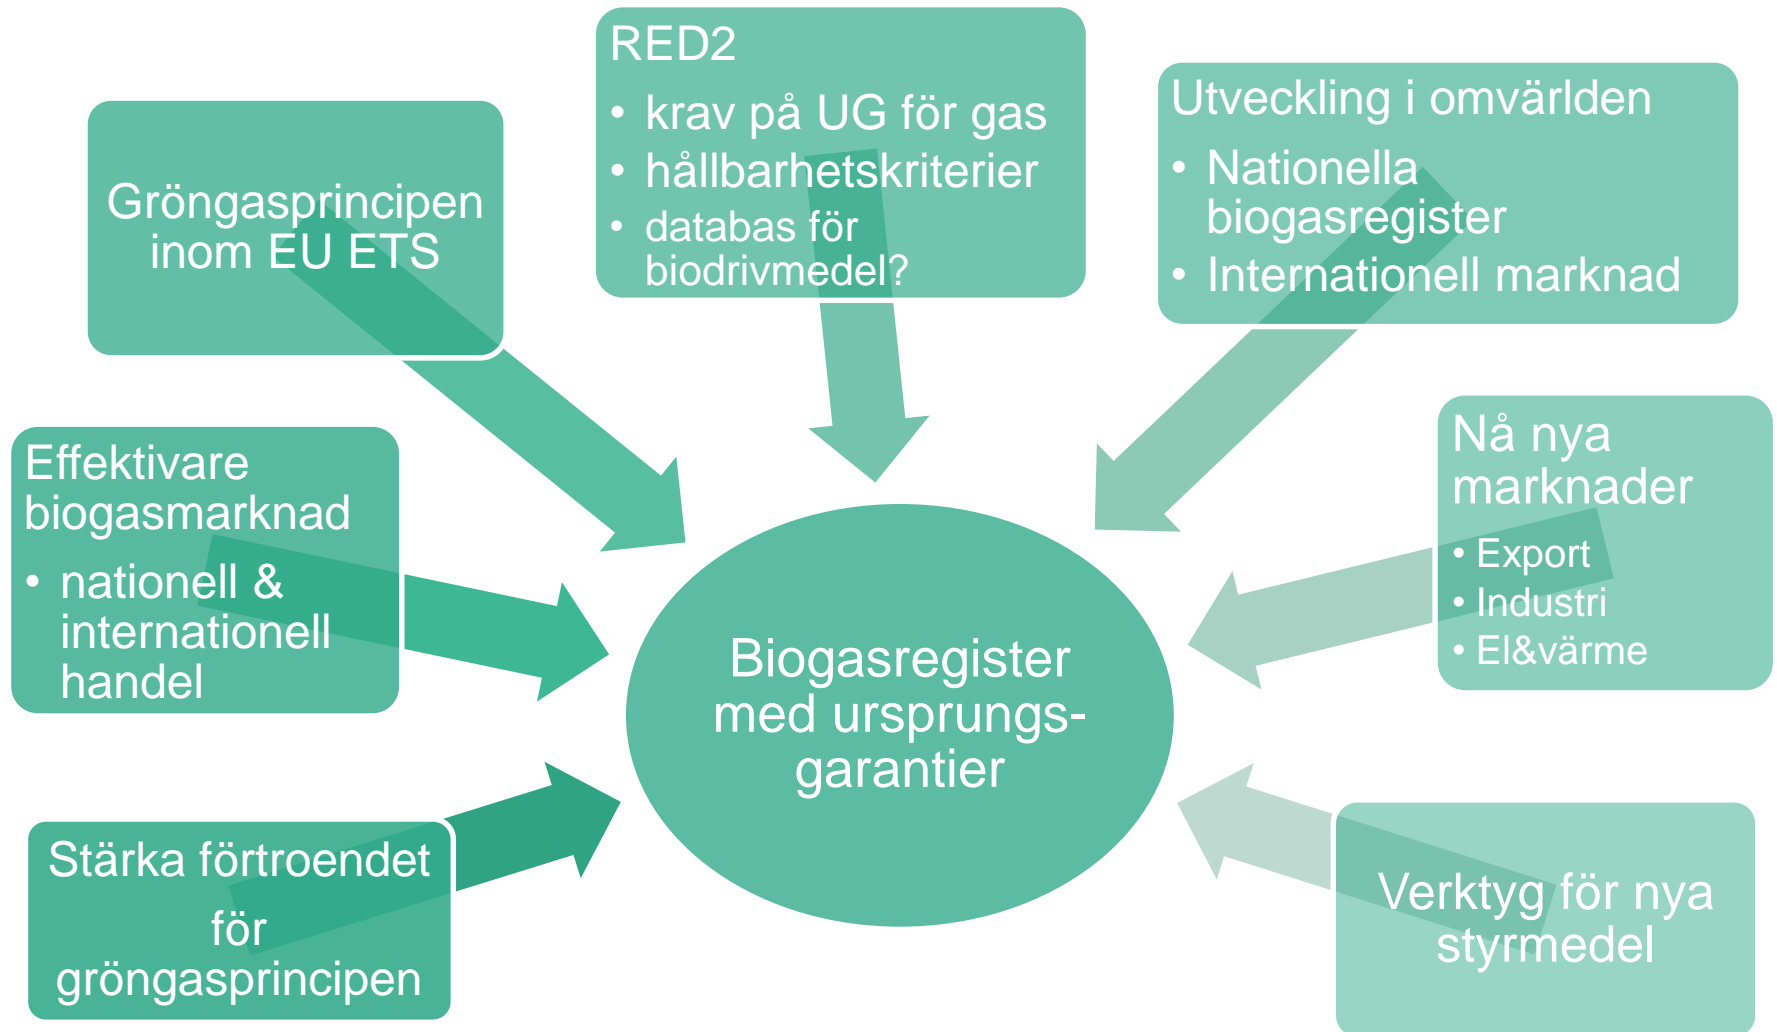 RED2
• krav på UG för gas
• hållbarhetskriterier
• databas för
biodrivmedel?
Utveckling i omvärlden
• Nationella
biogasregister
• Internationell marknad
Gröngasprincipen
inom EU ETS
Effektivare
biogasmarknad
• nationell &
internationell
handel
Nå nya
marknader
• Export
• Industri
• El&värme
Biogasregister
med ursprungs-
garantier
Stärka förtroendet
för
gröngasprincipen
Verktyg för nya
styrmedel